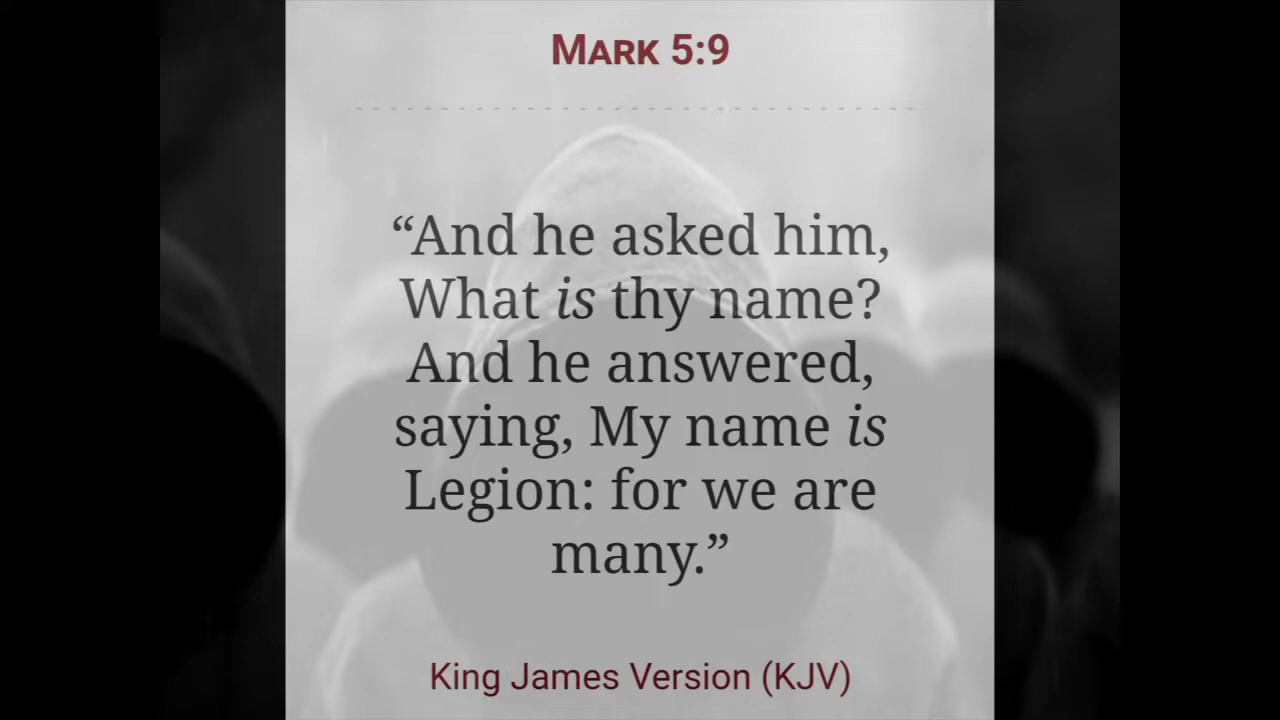 Mark 5:9
“And he asked him,
What is thy name?
And he answered,
saying, My name is
Legion: for we are
many.”
King James Version (KJV)